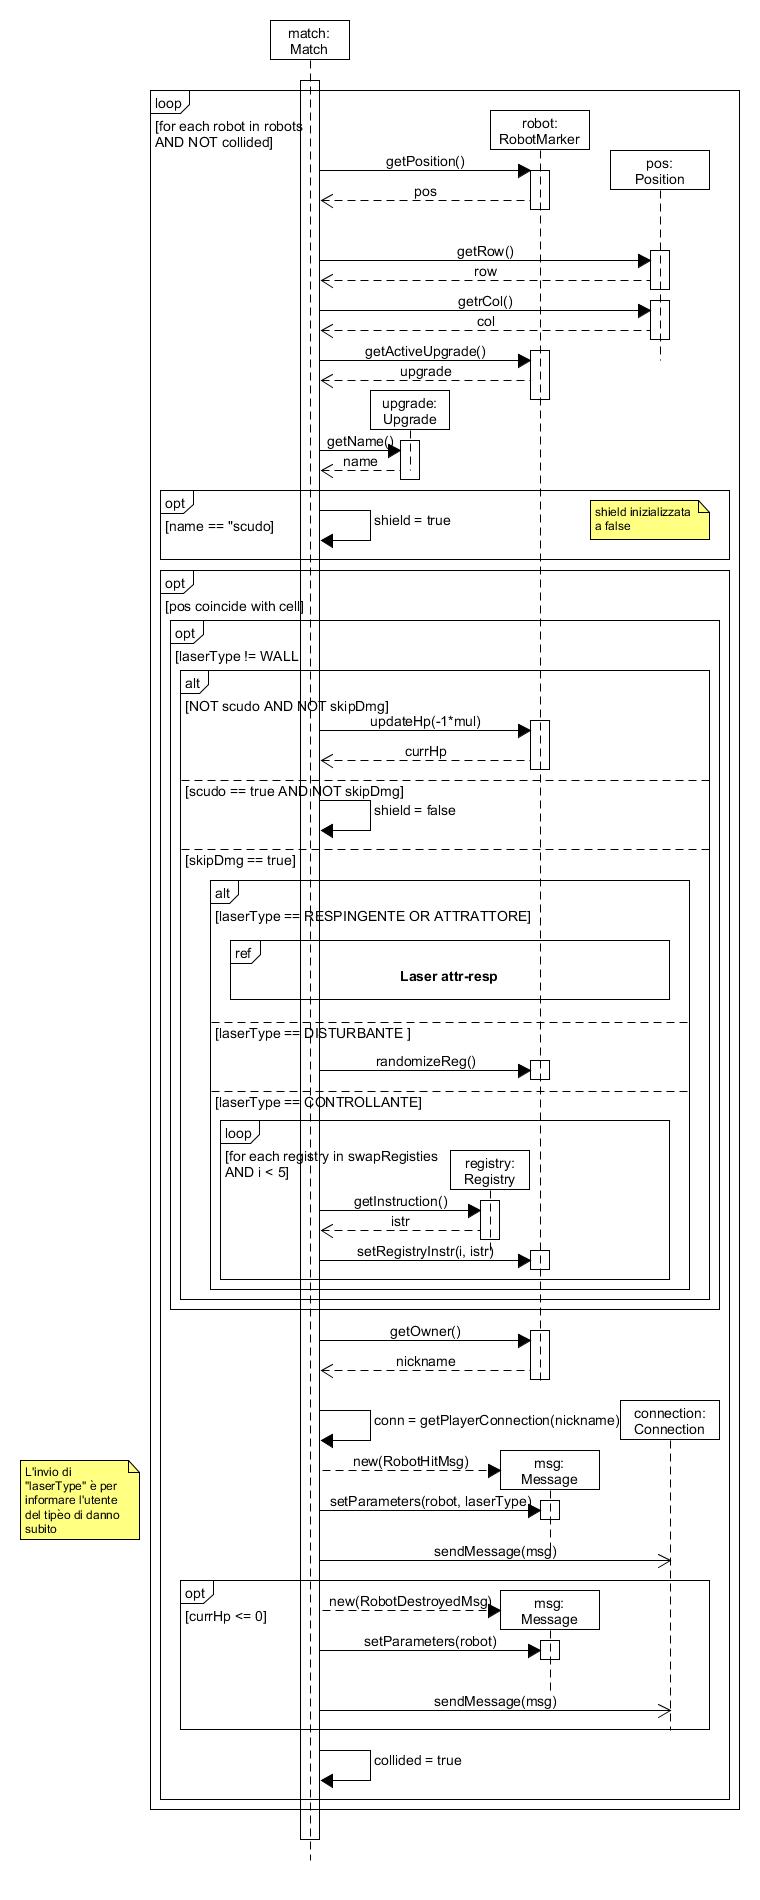 match:
Match
loop
[for each robot in robots
AND NOT collided]
robot:
RobotMarker
getPosition()
pos:
Position
pos
getRow()
row
getrCol()
col
getActiveUpgrade()
upgrade
upgrade:
Upgrade
getName()
name
opt
[name == "scudo]
shield = true
shield inizializzata
a false
opt
[pos coincide with cell]
opt
[laserType != WALL
alt
[NOT scudo AND NOT skipDmg]
updateHp(-1*mul)
currHp
[scudo == true AND NOT skipDmg]
shield = false
[skipDmg == true]
alt
[laserType == RESPINGENTE OR ATTRATTORE]
ref
Laser attr-resp
[laserType == DISTURBANTE ]
randomizeReg()
[laserType == CONTROLLANTE]
loop
[for each registry in swapRegisties
AND i < 5]
registry:
Registry
getInstruction()
istr
setRegistryInstr(i, istr)
getOwner()
nickname
conn = getPlayerConnection(nickname)
connection:
Connection
new(RobotHitMsg)
msg:
Message
L'invio di
"laserType" è per
informare l'utente
del tipèo di danno
subito
setParameters(robot, laserType)
sendMessage(msg)
opt
[currHp <= 0]
new(RobotDestroyedMsg)
msg:
Message
setParameters(robot)
sendMessage(msg)
collided = true